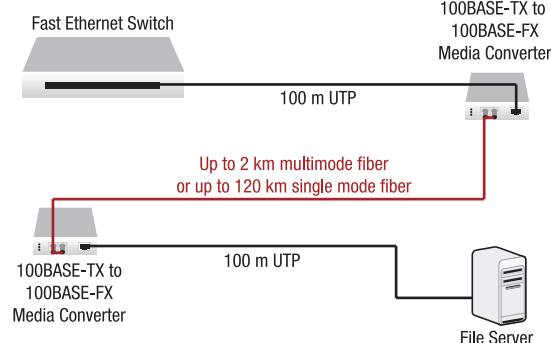 Fast Ethernet Switch
100BASE-TX to
100BASE-FX
Media Converter
100 m UTP
Up to 2 km multimode fiber
or up to 120 km single mode fiber
100 m UTP
100BASE-TX to
100BASE-FX
Media Converter
File Server